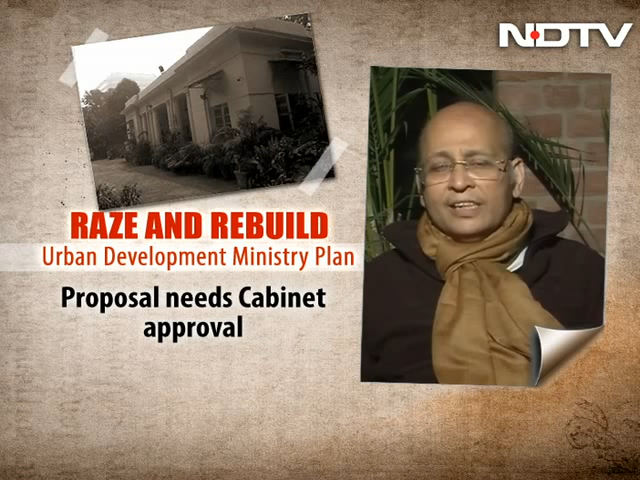 NDTV
RAZE AND REBUILD
Urban Development Ministry Plan
Proposal needs Cabinet
approval